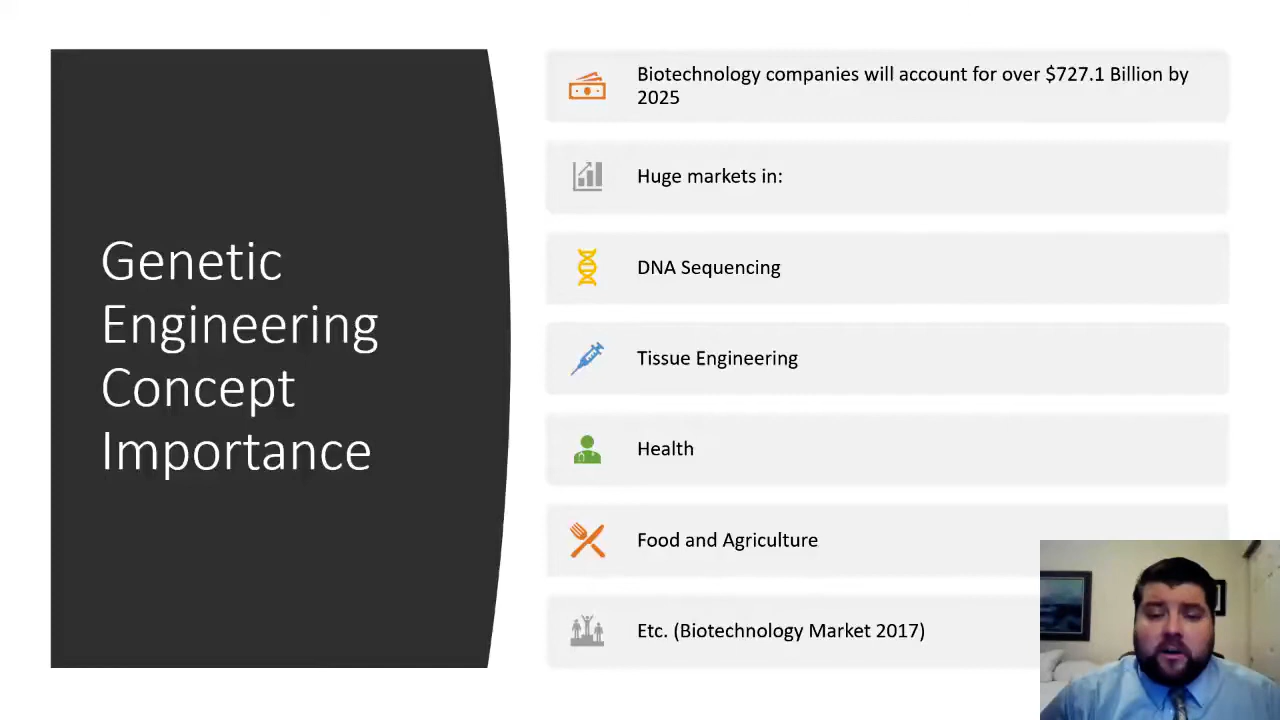 Genetic
Engineering
Concept
Importance
Biotechnology companies will account for over $727.1 Billion by
2025
Huge markets in:
DNA Sequencing
Tissue Engineering
Health
Food and Agriculture
Etc. (Biotechnology Market 2017)